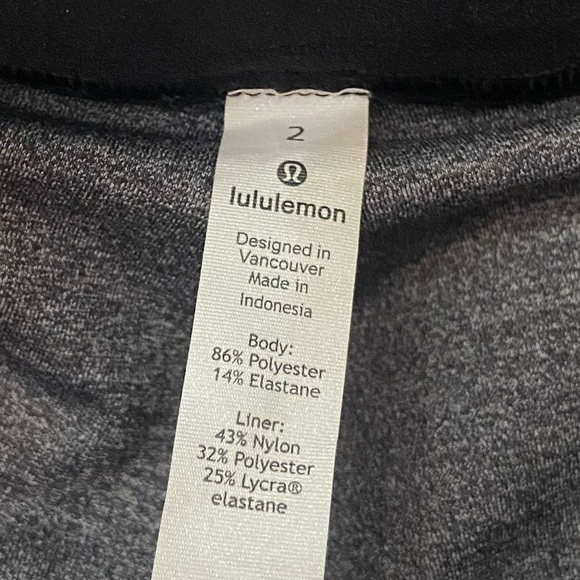 2
lululemon
Designed in
Vancouver
Made in
Indonesia
Body:
86% Polyester
14% Elastane
Liner:
43% Nylon
32% Polyester
25% Lycra®
elastane